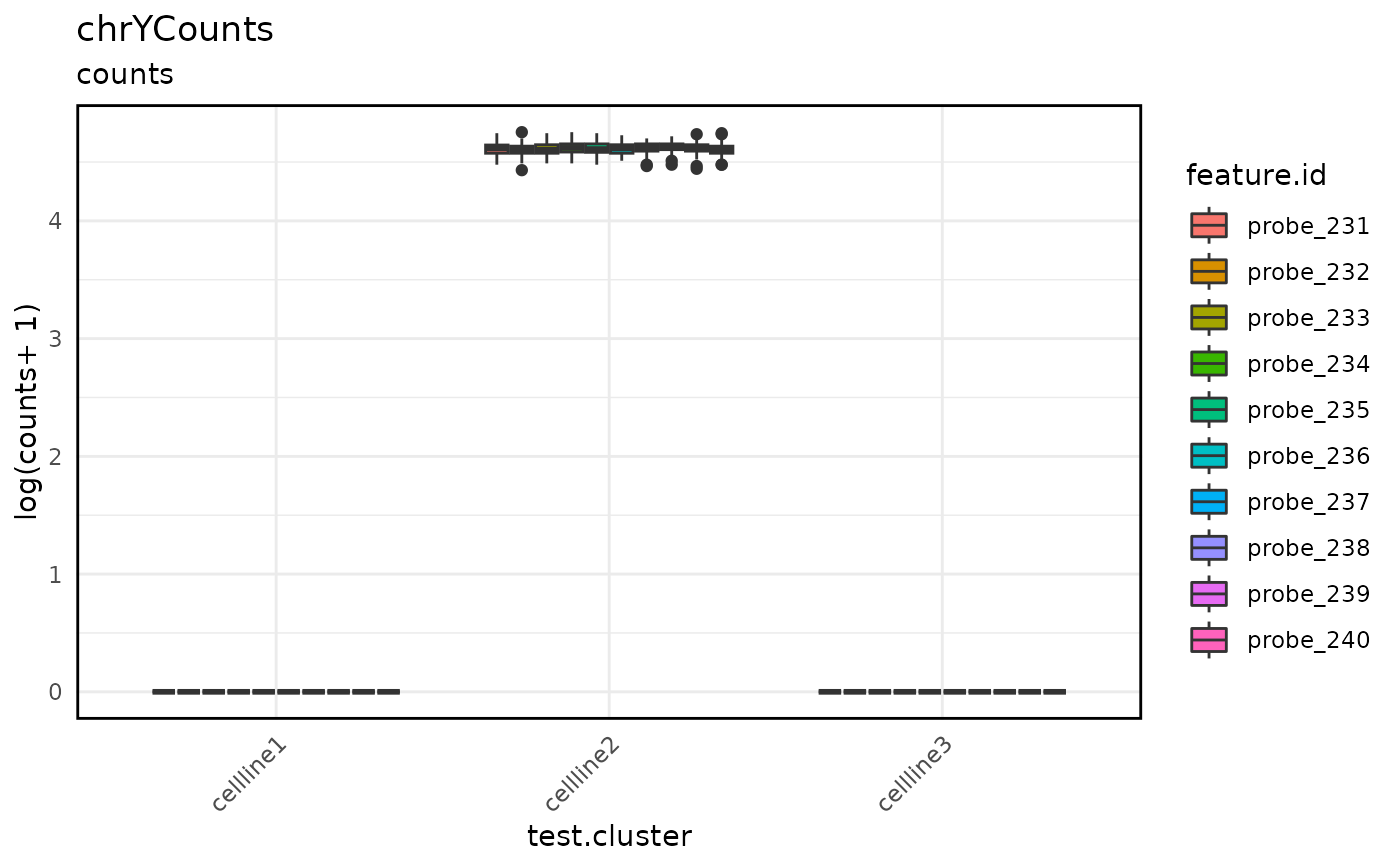 chrYCounts
counts
log(counts+ 1)
4
3
2
1
0
cellline1
cellline2
cellline3
test.cluster
feature.id
probe_231
probe_232
probe_233
probe_234
probe_235
probe_236
probe_237
probe_238
probe_239
probe_240